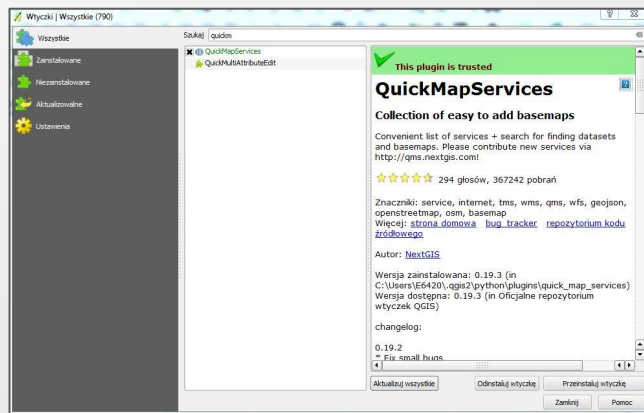 Wtyczki | Wszystkie (790)
Wszystkie
Zainstalowane
Niezainstalowane
Aktualizowalne
Ustawienia
Szukaj quickm
QuickMapServices
QuickMultiAttributeEdit
This plugin is trusted
QuickMapServices
Collection of easy to add basemaps
Convenient list of services + search for finding datasets
and basemaps. Please contribute new services via
http://qms.nextgis.com!
294 głosów, 367242 pobrań
Znaczniki: service, internet, tms, wms, qms, wfs, geojson,
openstreetmap, osm, basemap
Więcej: strona domowa bug tracker repozytorium kodu
źródłowego
Autor: NextGIS
Wersja zainstalowana: 0.19.3 (in
C:\Users\E6420\.qgis2\python\plugins\quick_map_services)
Wersja dostępna: 0.19.3 (in Oficjalne repozytorium
wtyczek QGIS)
changelog:
0.19.2
* Fix small bugs
Aktualizuj wszystkie
Odinstaluj wtyczkę
Przeinstaluj wtyczkę
Zamknij
Pomoc